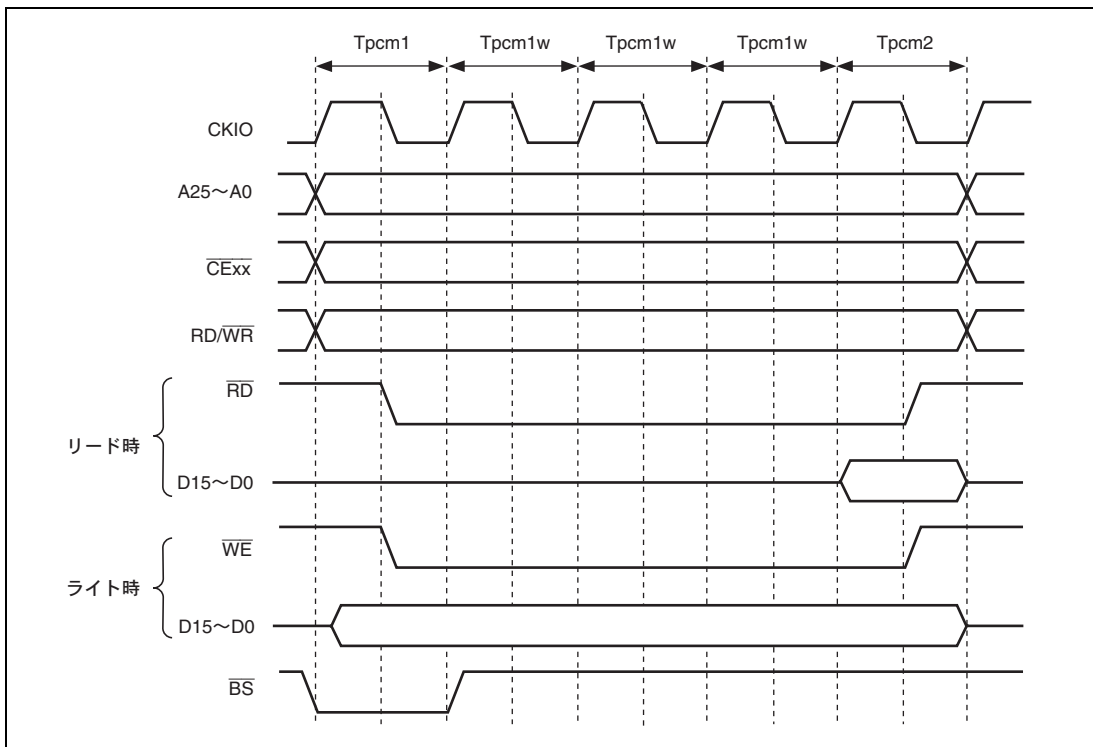 Tpcm1 Tpcm1w Tpcm1w Tpcm1w Tpcm2
CKIO
A25～A0
CExx
RD/WR
RD
リード時
D15～D0
WE
ライト時
D15～D0
BS